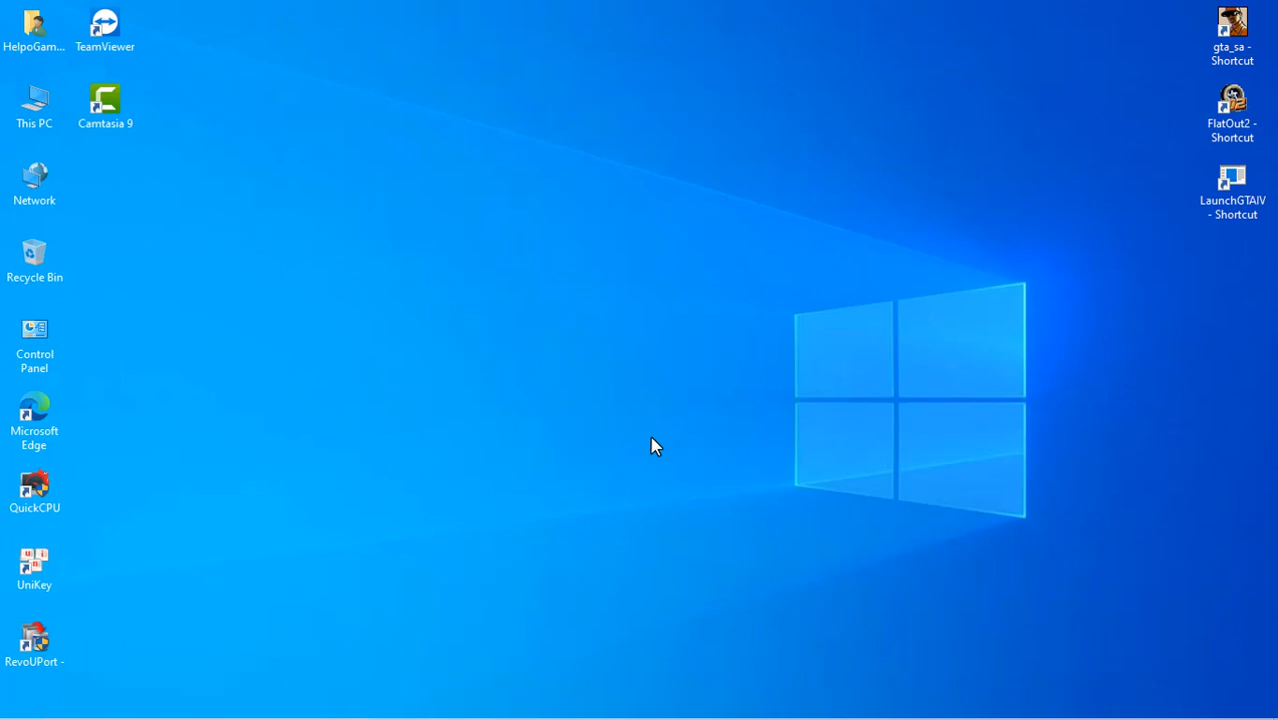 HelpoGam...
TeamViewer
This PC
Camtasia 9
Network
Recycle Bin
Control
Panel
Microsoft
Edge
QuickCPU
UniKey
RevoUPort -
gta_sa -
Shortcut
FlatOut2 -
Shortcut
LaunchGTAIV
- Shortcut